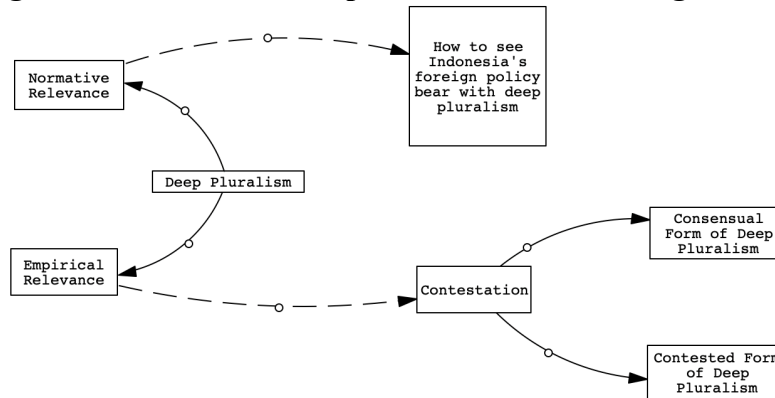 How to see
Indonesia's
foreign policy
bear with deep
pluralism
Normative
Relevance
Deep Pluralism
Consensual
Form of Deep
Pluralism
Empirical
Relevance
Contestation
Contested Form
of Deep
Pluralism